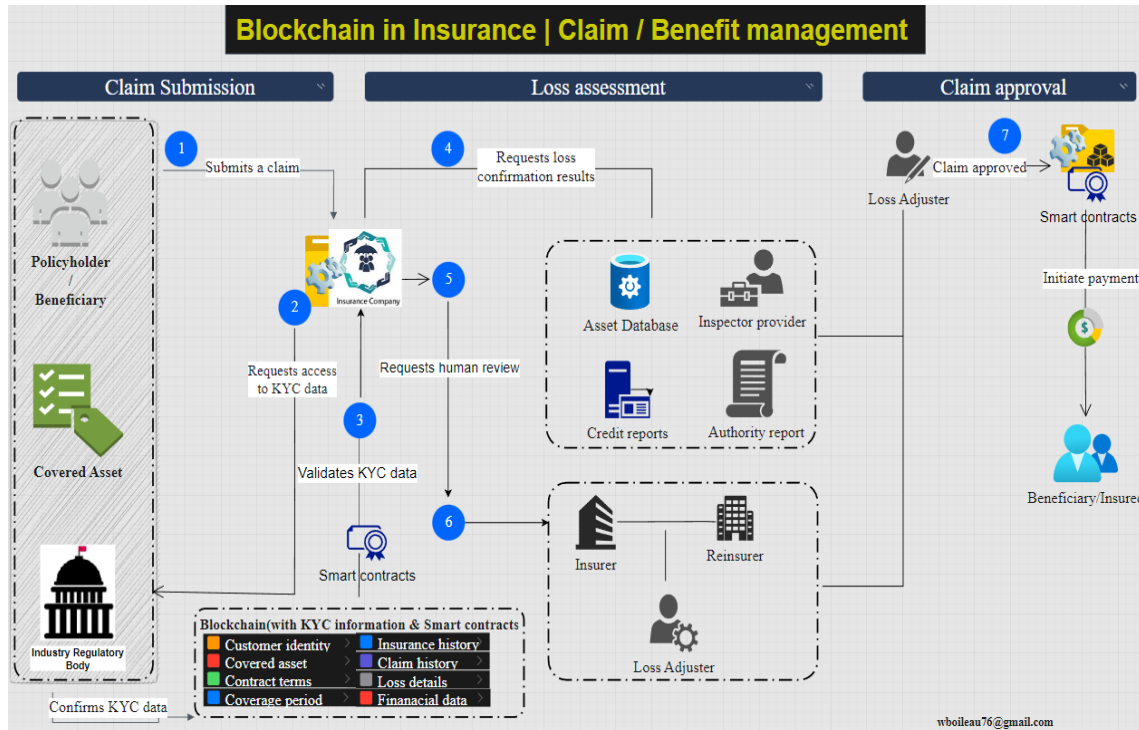 Blockchain in Insurance | Claim / Benefit management
Claim Submission
Loss assessment
Claim approval
1
Submits a claim
4
Requests loss
confirmation results
7
Claim approved
Loss Adjuster
Smart contracts
Policyholder
/
Beneficiary
Insurance Company
5
2
Requests access
to KYC data
Requests human review
3
Validates KYC data
Smart contracts
6
Asset Database
Inspector provider
Credit reports
Authority report
Initiate payment
$
Beneficiary/Insured
Covered Asset
Insurer
Reinsurer
Loss Adjuster
Industry Regulatory
Body
Confirms KYC data
Blockchain(with KYC information & Smart contracts
Customer identity
Insurance history
Covered asset
Claim history
Contract terms
Loss details
Coverage period
Finanacial data
wboileau76@gmail.com